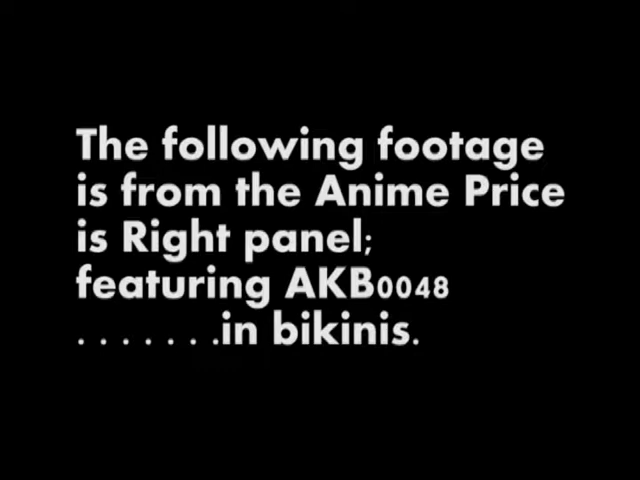 The following footage
is from the Anime Price
is Right panel;
featuring AKB0048
. . . . . . .in bikinis.